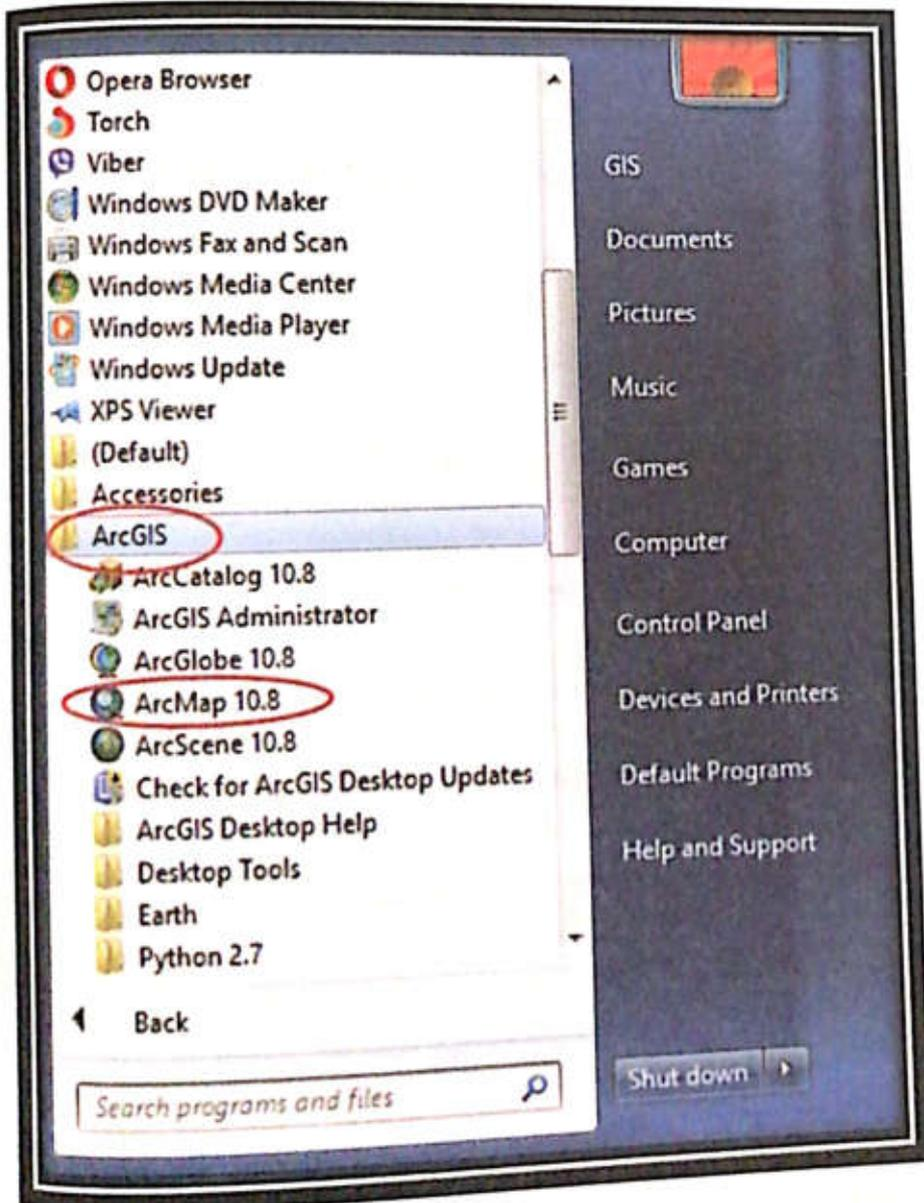 Opera Browser
Torch
Viber
Windows DVD Maker
Windows Fax and Scan
Windows Media Center
Windows Media Player
Windows Update
XPS Viewer
(Default)
Accessories
ArcGIS
ArcCatalog 10.8
ArcGIS Administrator
ArcGlobe 10.8
ArcMap 10.8
ArcScene 10.8
Check for ArcGIS Desktop Updates
ArcGIS Desktop Help
Desktop Tools
Earth
Python 2.7
Back
Search programs and files
GIS
Documents
Pictures
Music
Games
Computer
Control Panel
Devices and Printers
Default Programs
Help and Support
Shut down